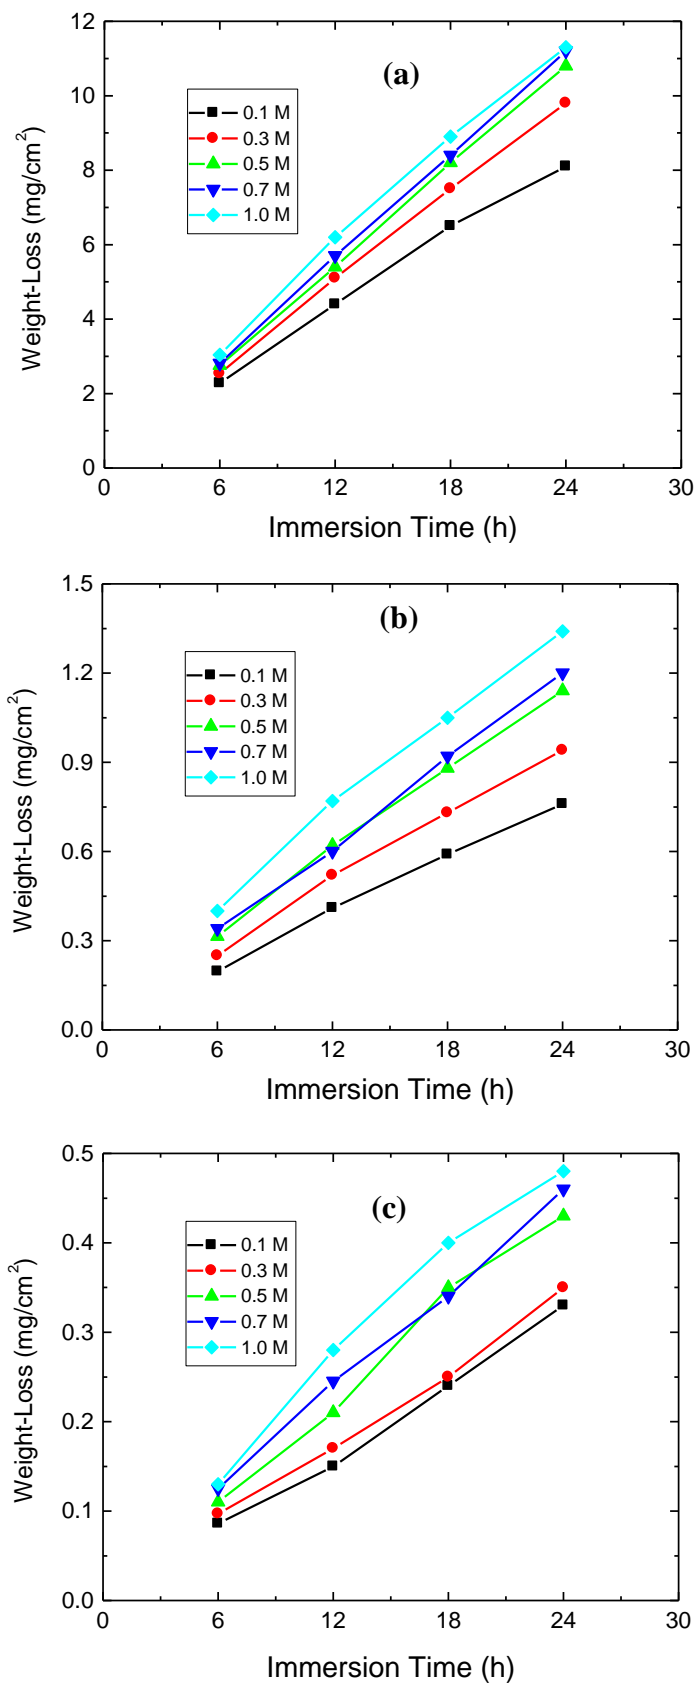 12
10
8
6
4
2
0
Weight-Loss (mg/cm²)
(a)
0.1 M
0.3 M
0.5 M
0.7 M
1.0 M
0 6 12 18 24 30
Immersion Time (h)
1.5
1.2
0.9
0.6
0.3
0.0
Weight-Loss (mg/cm²)
(b)
0.1 M
0.3 M
0.5 M
0.7 M
1.0 M
0 6 12 18 24 30
Immersion Time (h)
0.5
0.4
0.3
0.2
0.1
0.0
Weight-Loss (mg/cm²)
(c)
0.1 M
0.3 M
0.5 M
0.7 M
1.0 M
0 6 12 18 24 30
Immersion Time (h)